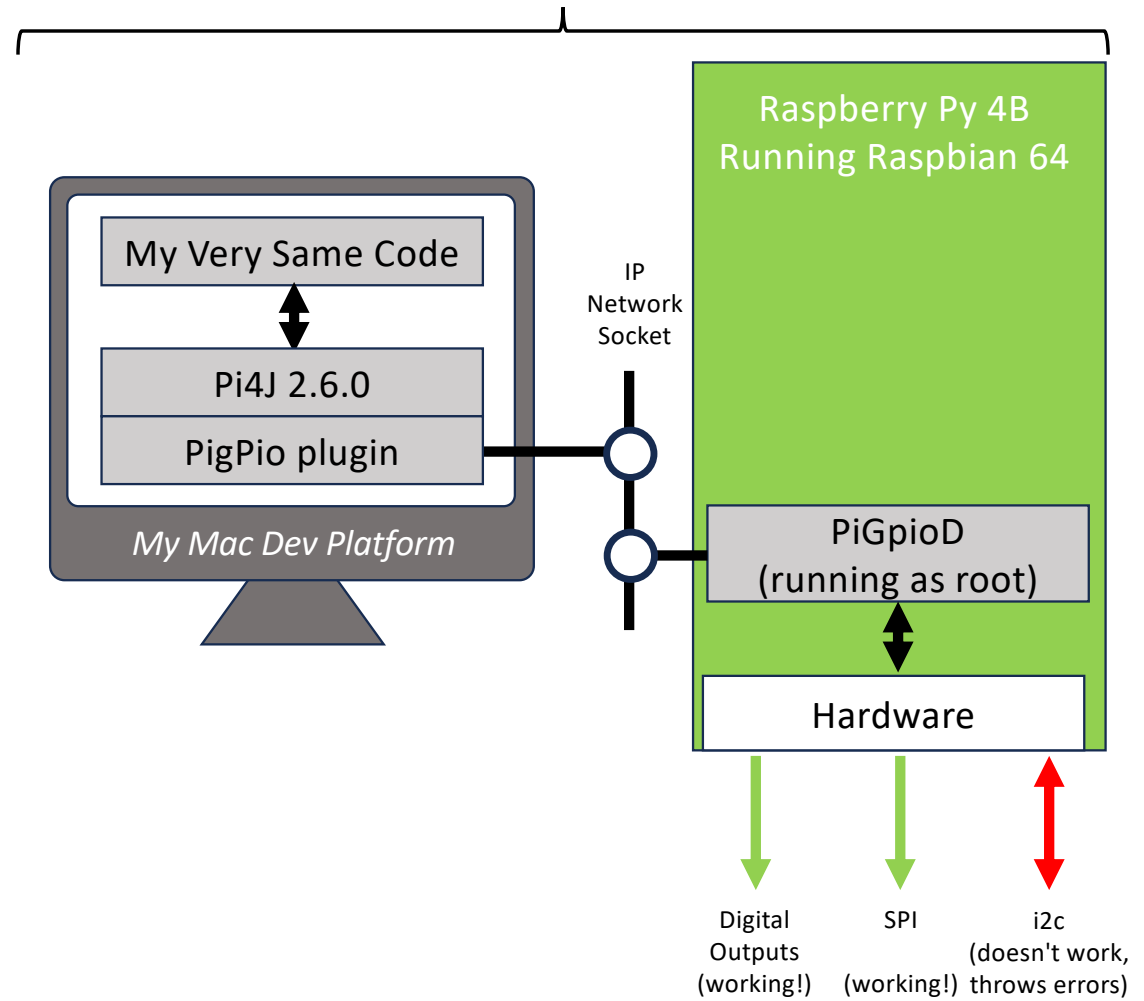 Raspberry Py 4B
Running Raspbian 64
My Very Same Code
Pi4J 2.6.0
PigPio plugin
My Mac Dev Platform
IP
Network
Socket
PiGpioD
(running as root)
Hardware
Digital
Outputs
(working!)
SPI
(working!)
i2c
(doesn't work,
throws errors)